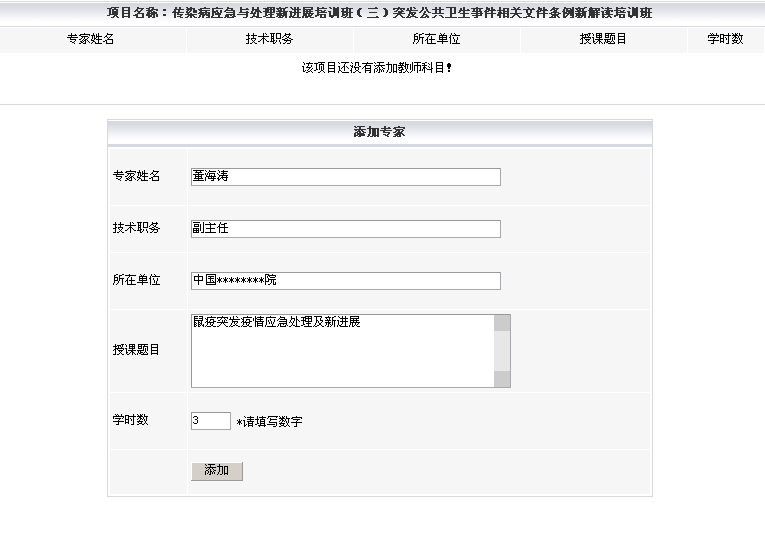 项目名称：传染病应急与处理新进展培训班（三）突发公共卫生事件相关文件条例新解读培训班
专家姓名 技术职务 所在单位 授课题目 学时数
该项目还没有添加教师科目！
添加专家
专家姓名 董海涛
技术职务 副主任
所在单位 中国********院
授课题目 鼠疫突发疫情应急处理及新进展
学时数 3 *请填写数字
添加